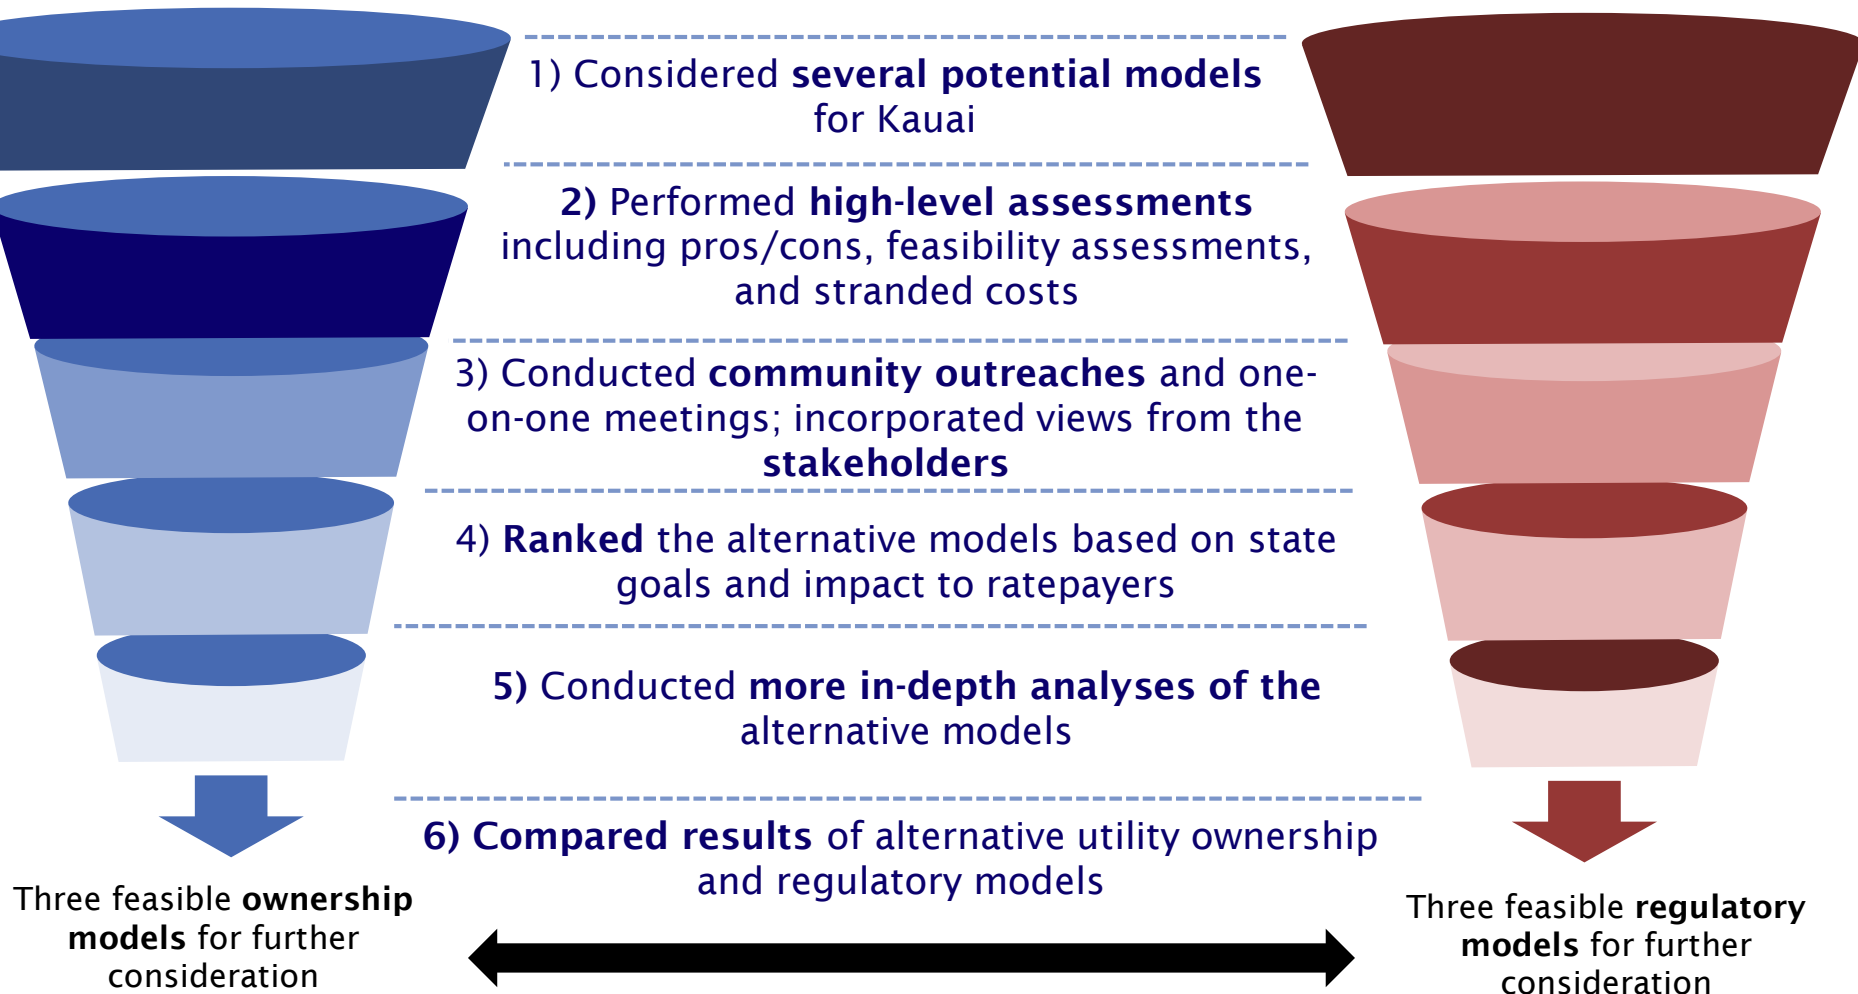 1) Considered several potential models
for Kauai
2) Performed high-level assessments
including pros/cons, feasibility assessments,
and stranded costs
3) Conducted community outreaches and one-
on-one meetings; incorporated views from the
stakeholders
4) Ranked the alternative models based on state
goals and impact to ratepayers
5) Conducted more in-depth analyses of the
alternative models
6) Compared results of alternative utility ownership
and regulatory models
Three feasible ownership
models for further
consideration
Three feasible regulatory
models for further
consideration